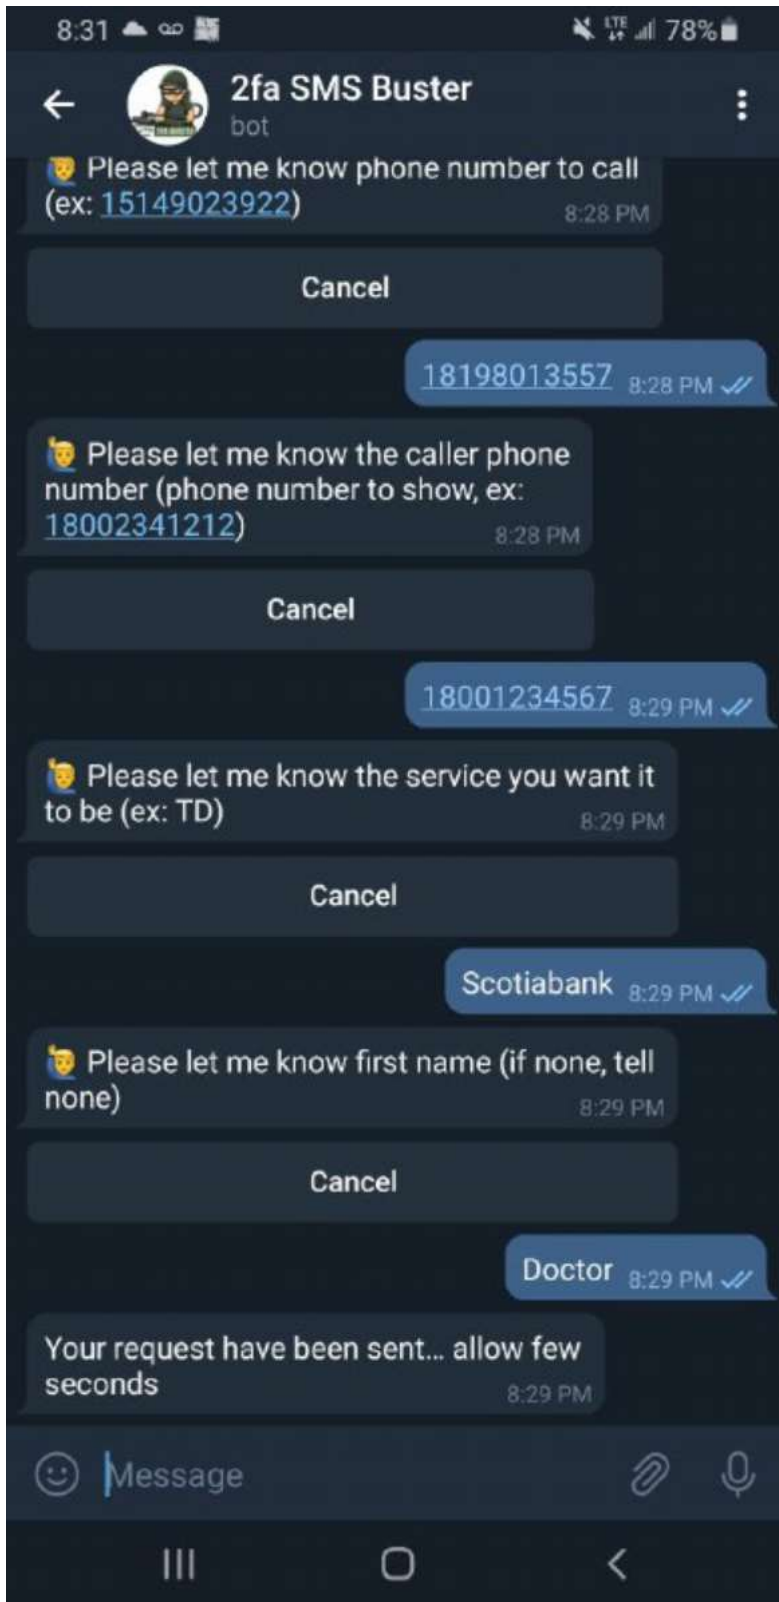 8:31
LTE
78%
2fa SMS Buster
bot
Please let me know phone number to call
(ex: 15149023922)
8:28 PM
Cancel
18198013557 8:28 PM
Please let me know the caller phone
number (phone number to show, ex:
18002341212)
8:28 PM
Cancel
18001234567 8:29 PM
Please let me know the service you want it
to be (ex: TD)
8:29 PM
Cancel
Scotiabank 8:29 PM
Please let me know first name (if none, tell
none)
8:29 PM
Cancel
Doctor 8:29 PM
Your request have been sent... allow few
seconds
8:29 PM
Message